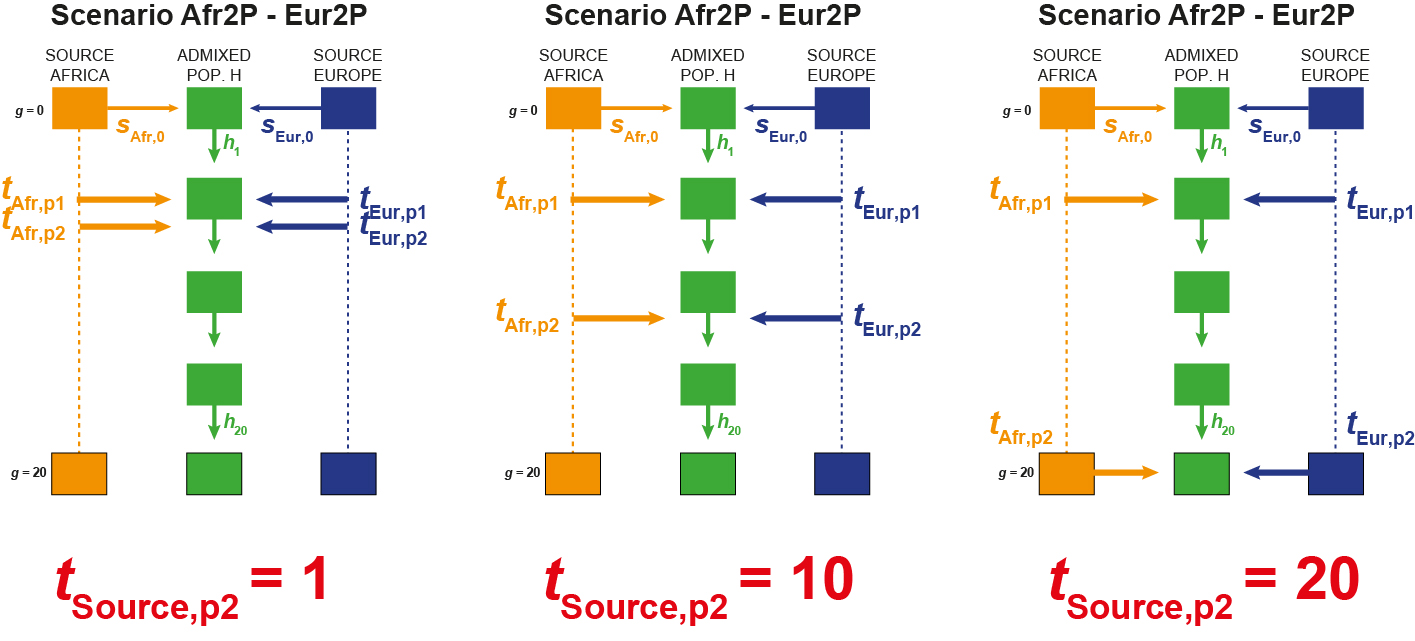 Scenario Afr2P - Eur2P
SOURCE AFRICA
ADMIXED POP. H
SOURCE EUROPE
g = 0
sAfr,0
sEur,0
h1
tAfr,p1
tEur,p1
tAfr,p2
tEur,p2
h20
g = 20
tSource,p2 = 1
Scenario Afr2P - Eur2P
SOURCE AFRICA
ADMIXED POP. H
SOURCE EUROPE
g = 0
sAfr,0
sEur,0
h1
tAfr,p1
tEur,p1
tAfr,p2
tEur,p2
h20
g = 20
tSource,p2 = 10
Scenario Afr2P - Eur2P
SOURCE AFRICA
ADMIXED POP. H
SOURCE EUROPE
g = 0
sAfr,0
sEur,0
h1
tAfr,p1
tEur,p1
tAfr,p2
tEur,p2
h20
g = 20
tSource,p2 = 20